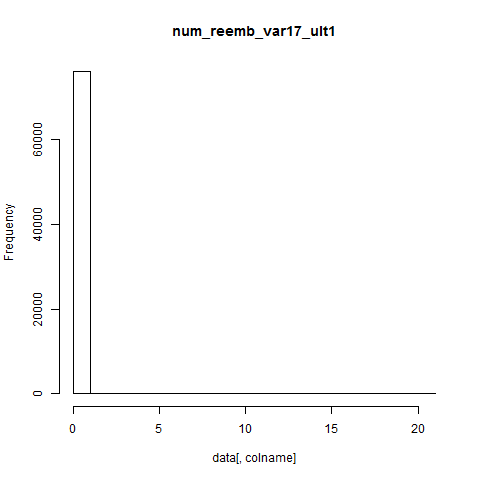 num_reemb_var17_ult1
Frequency
60000
40000
20000
0
0 5 10 15 20
data[, colname]